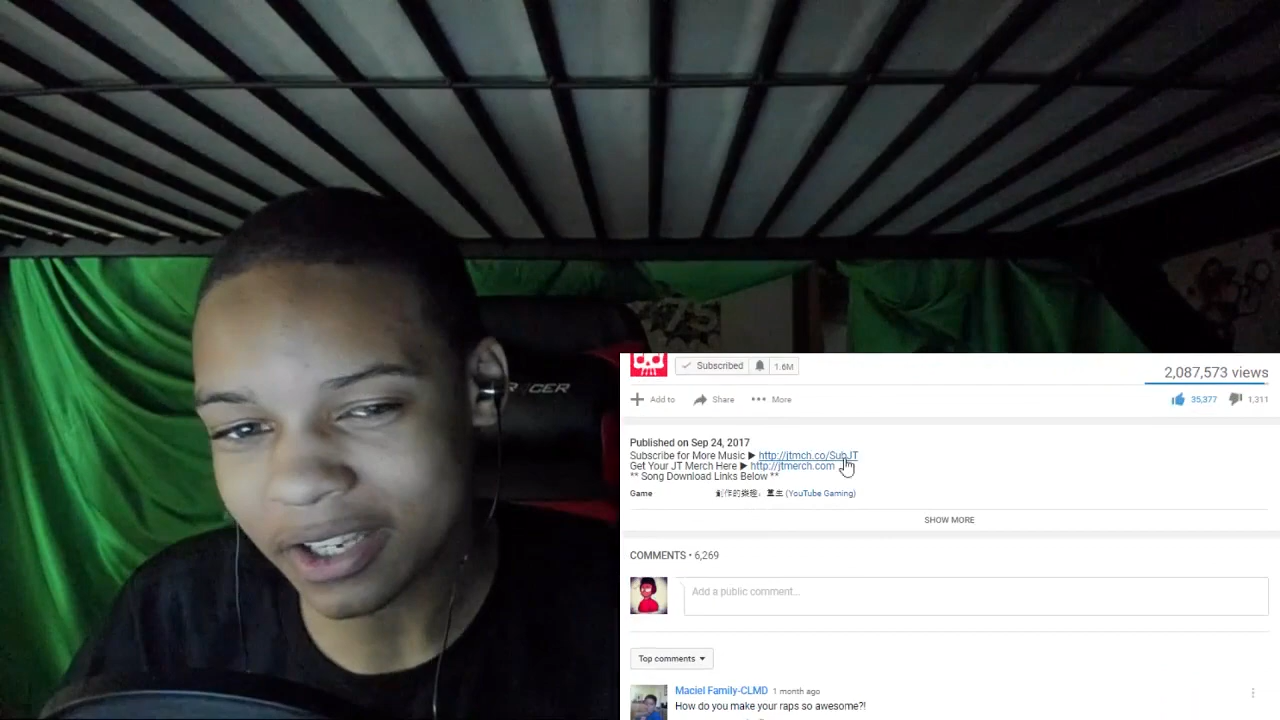 75
CER
Subscribed 1.6M
2,087,573 views
Add to Share More
35,377 1,311
Published on Sep 24, 2017
Subscribe for More Music ▶ http://jtmch.co/SubJT
Get Your JT Merch Here ▶ http://jtmerch.com
** Song Download Links Below **
Game (YouTube Gaming)
SHOW MORE
COMMENTS • 6,269
Add a public comment...
Top comments
Maciel Family-CLMD 1 month ago
How do you make your raps so awesome?!